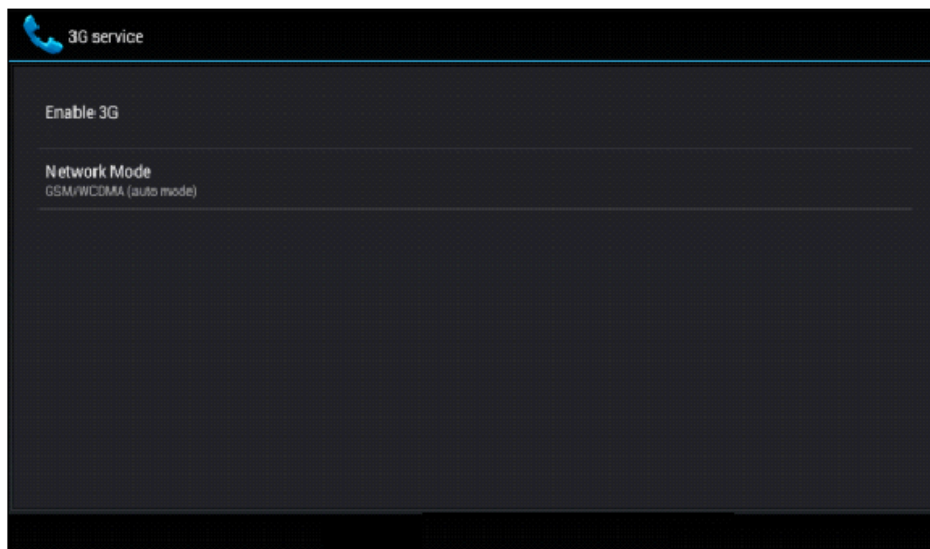 3G service
Enable 3G
Network Mode
GSM/WCDMA (auto mode)